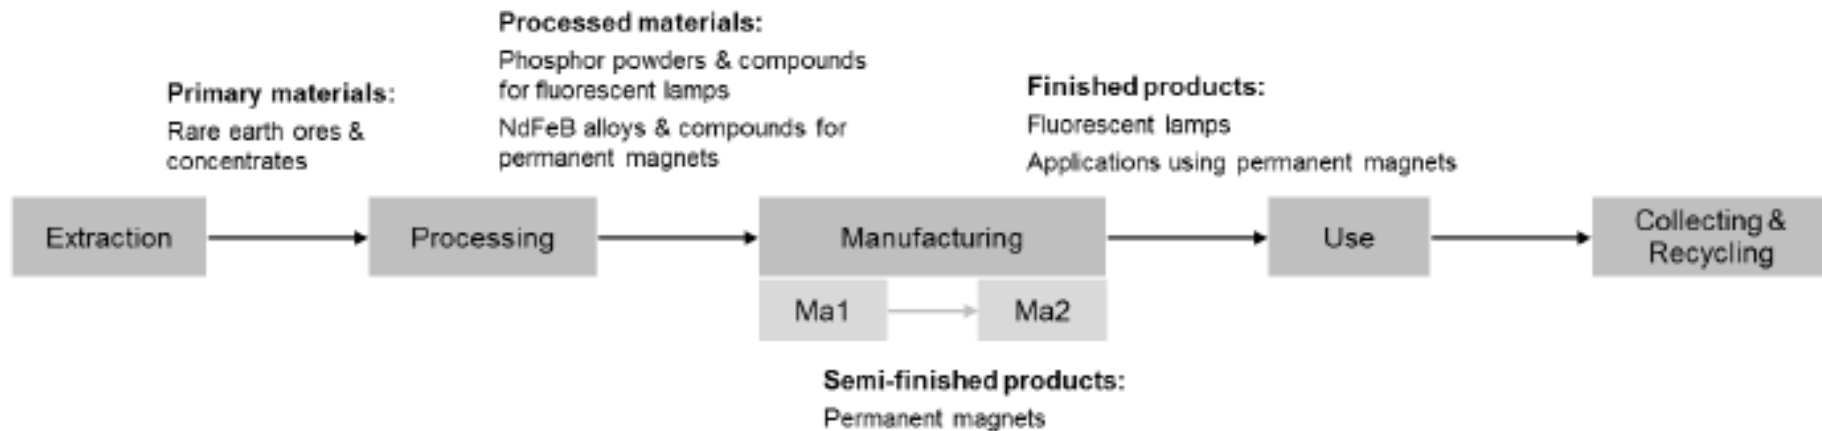 Primary materials:
Rare earth ores &
concentrates
Processed materials:
Phosphor powders & compounds
for fluorescent lamps
NdFeB alloys & compounds for
permanent magnets
Finished products:
Fluorescent lamps
Applications using permanent magnets
Extraction
Processing
Manufacturing
Use
Collecting &
Recycling
Ma1
Ma2
Semi-finished products:
Permanent magnets